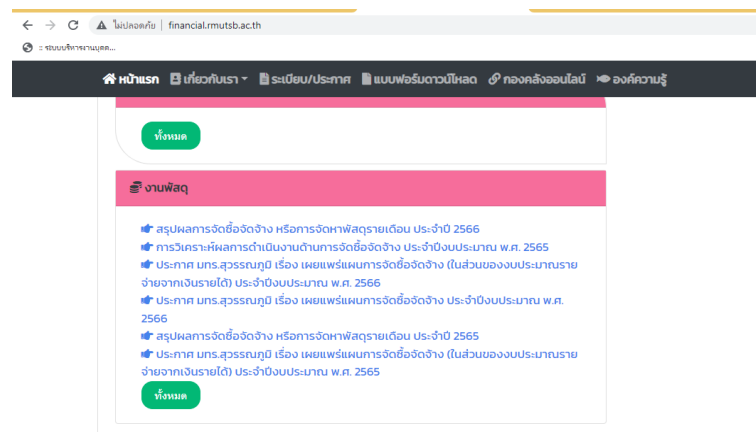 ไม่ปลอดภัย | financial.rmutsb.ac.th
:: ระบบบริหารงานบุคค...
หน้าแรก เกี่ยวกับเรา ระเบียบ/ประกาศ แบบฟอร์มดาวน์โหลด กองคลังออนไลน์ องค์ความรู้
ทั้งหมด
งานพัสดุ
สรุปผลการจัดซื้อจัดจ้าง หรือการจัดหาพัสดุรายเดือน ประจำปี 2566
การวิเคราะห์ผลการดำเนินงานด้านการจัดซื้อจัดจ้าง ประจำปีงบประมาณ พ.ศ. 2565
ประกาศ มทร.สุวรรณภูมิ เรื่อง เผยแพร่แผนการจัดซื้อจัดจ้าง (ในส่วนของงบประมาณราย
จ่ายจากเงินรายได้) ประจำปีงบประมาณ พ.ศ. 2566
ประกาศ มทร.สุวรรณภูมิ เรื่อง เผยแพร่แผนการจัดซื้อจัดจ้าง ประจำปีงบประมาณ พ.ศ.
2566
สรุปผลการจัดซื้อจัดจ้าง หรือการจัดหาพัสดุรายเดือน ประจำปี 2565
ประกาศ มทร.สุวรรณภูมิ เรื่อง เผยแพร่แผนการจัดซื้อจัดจ้าง (ในส่วนของงบประมาณราย
จ่ายจากเงินรายได้) ประจำปีงบประมาณ พ.ศ. 2565
ทั้งหมด